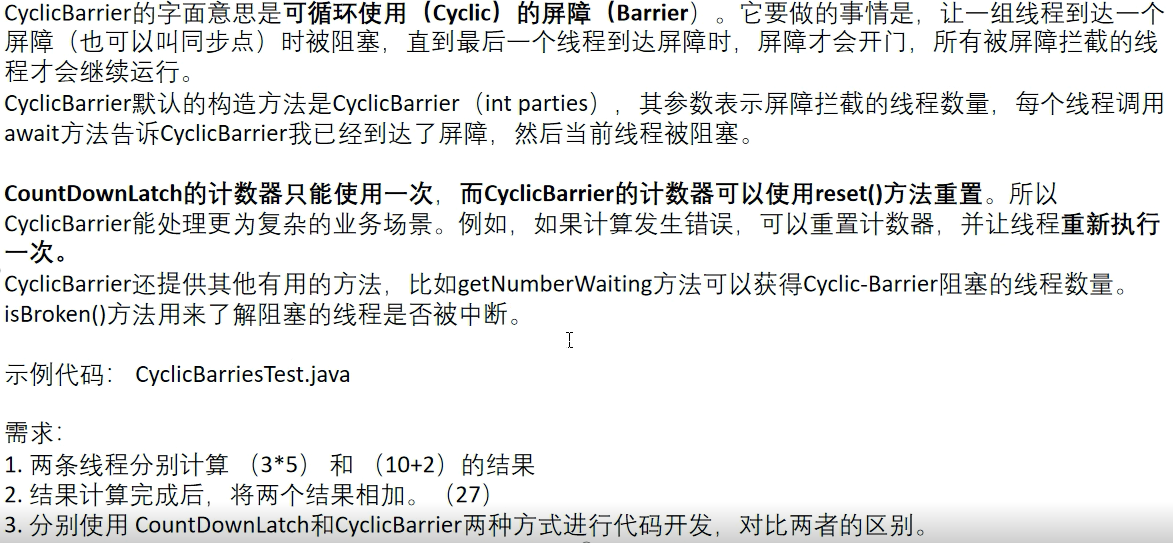 CyclicBarrier的字面意思是可循环使用（Cyclic）的屏障（Barrier）。它要做的事情是，让一组线程到达一个
屏障（也可以叫同步点）时被阻塞，直到最后一个线程到达屏障时，屏障才会开门，所有被屏障拦截的线
程才会继续运行。
CyclicBarrier默认的构造方法是CyclicBarrier（int parties），其参数表示屏障拦截的线程数量，每个线程调用
await方法告诉CyclicBarrier我已经到达了屏障，然后当前线程被阻塞。
CountDownLatch的计数器只能使用一次，而CyclicBarrier的计数器可以使用reset()方法重置。所以
CyclicBarrier能处理更为复杂的业务场景。例如，如果计算发生错误，可以重置计数器，并让线程重新执行
一次。
CyclicBarrier还提供其他有用的方法，比如getNumberWaiting方法可以获得Cyclic-Barrier阻塞的线程数量。
isBroken()方法用来了解阻塞的线程是否被中断。
示例代码： CyclicBarriesTest.java
需求：
1. 两条线程分别计算 （3*5） 和 （10+2）的结果
2. 结果计算完成后，将两个结果相加。（27）
3. 分别使用 CountDownLatch和CyclicBarrier两种方式进行代码开发，对比两者的区别。